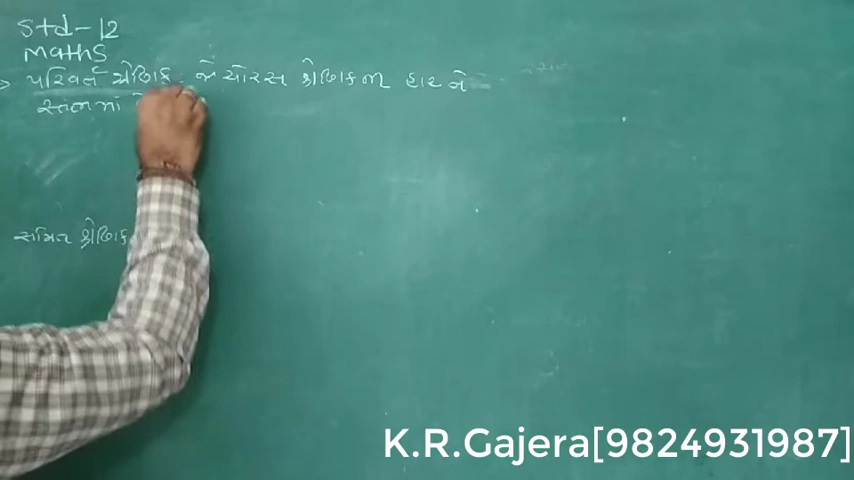 Std-12
Maths
પરિવર્ત શ્રેણિક: જો ચોરસ શ્રેણિકના હાર ને
સ્તંભમાં
સંમિત શ્રેણિક
K.R.Gajera[9824931987]